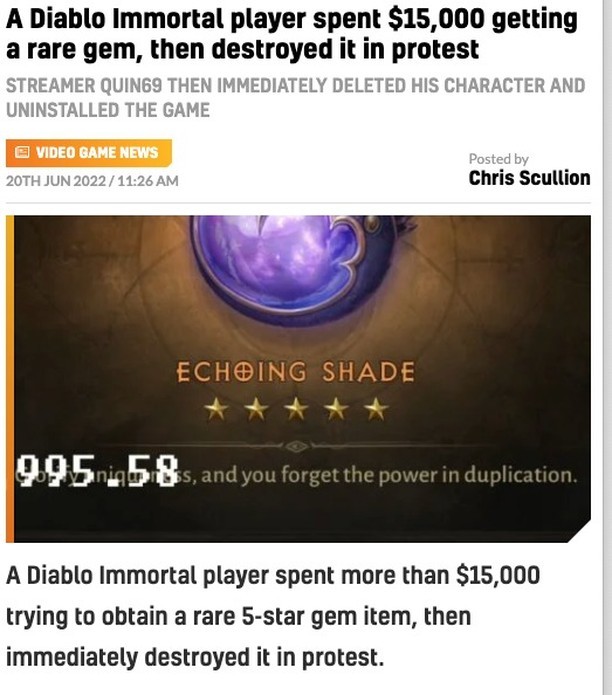 A Diablo Immortal player spent $15,000 getting
a rare gem, then destroyed it in protest
STREAMER QUIN69 THEN IMMEDIATELY DELETED HIS CHARACTER AND
UNINSTALLED THE GAME
VIDEO GAME NEWS
20TH JUN 2022 / 11:26 AM
Posted by
Chris Scullion
ECHOING SHADE
995.58
, and you forget the power in duplication.
A Diablo Immortal player spent more than $15,000
trying to obtain a rare 5-star gem item, then
immediately destroyed it in protest.